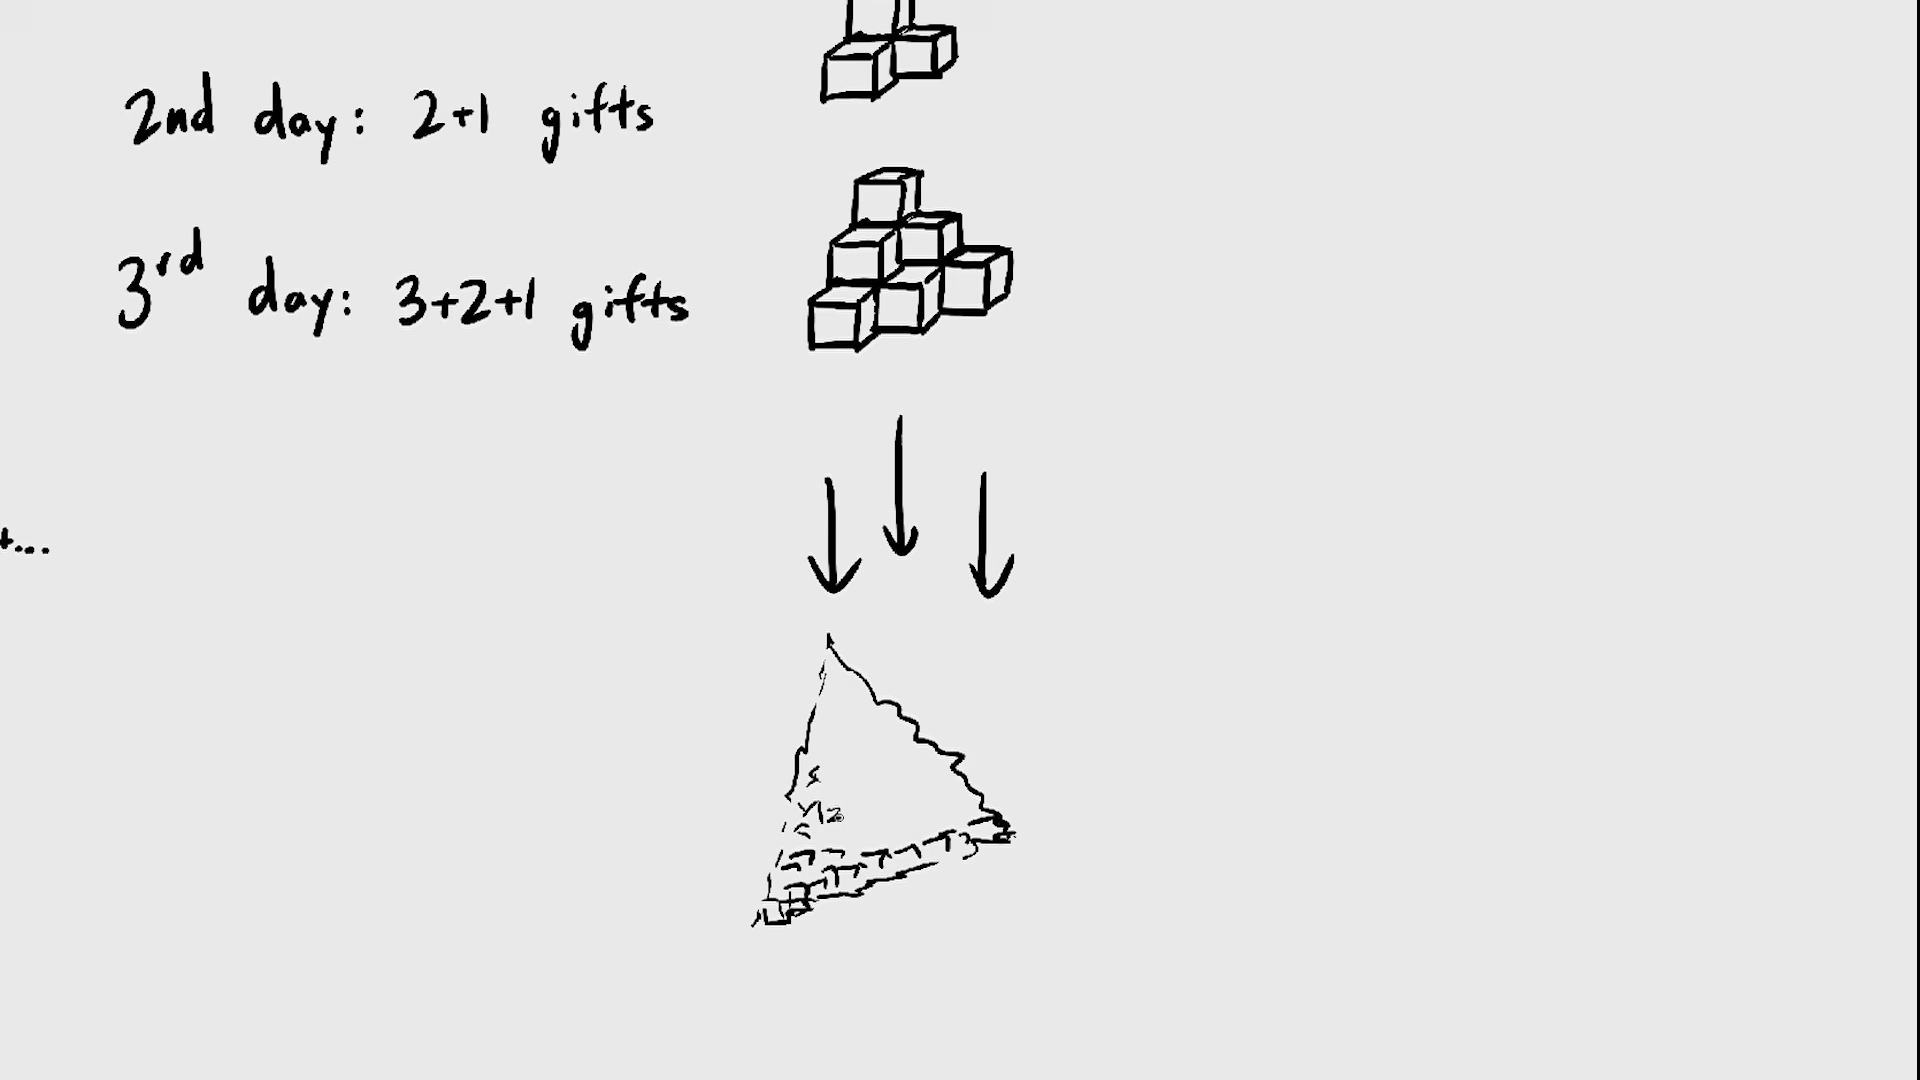 2nd day: 2+1 gifts
3rd day: 3+2+1 gifts
+...